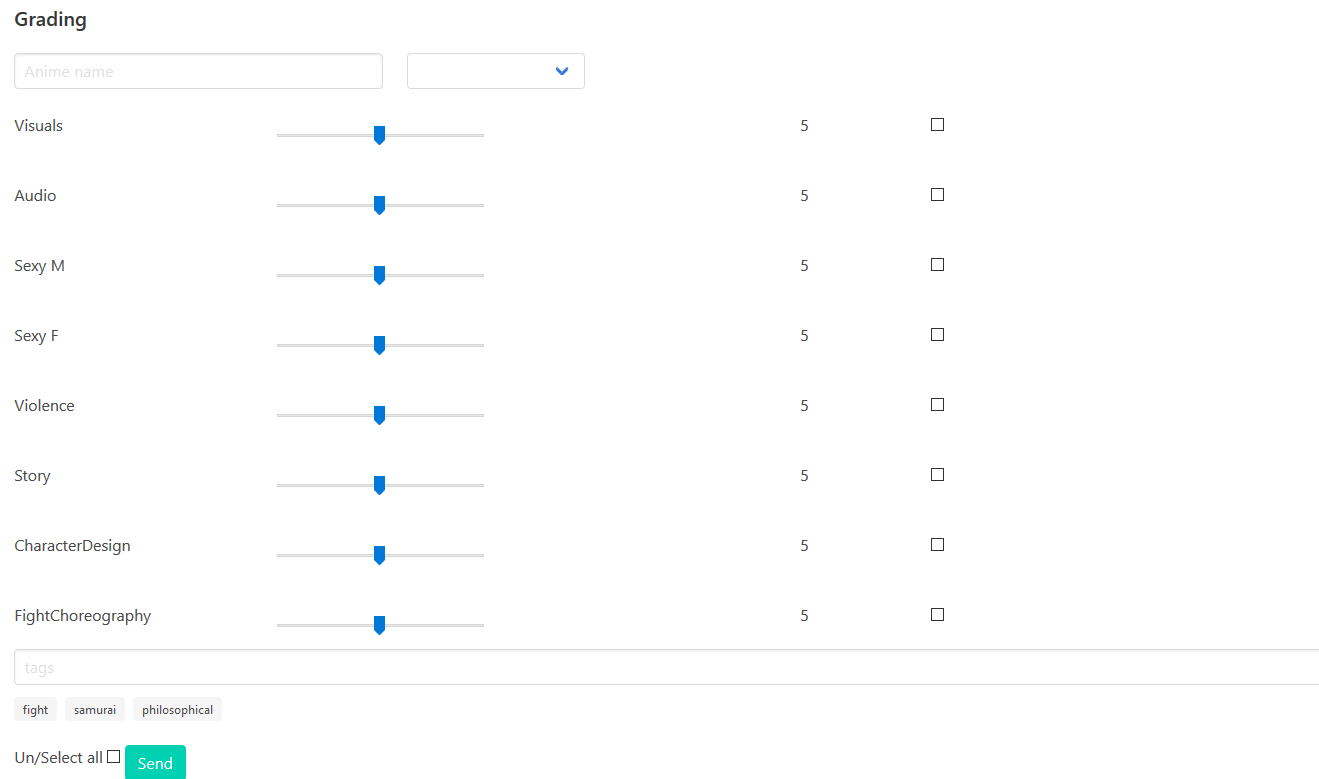 Grading
Anime name
Visuals 5
Audio 5
Sexy M 5
Sexy F 5
Violence 5
Story 5
CharacterDesign 5
FightChoreography 5
tags
fight samurai philosophical
Un/Select all Send